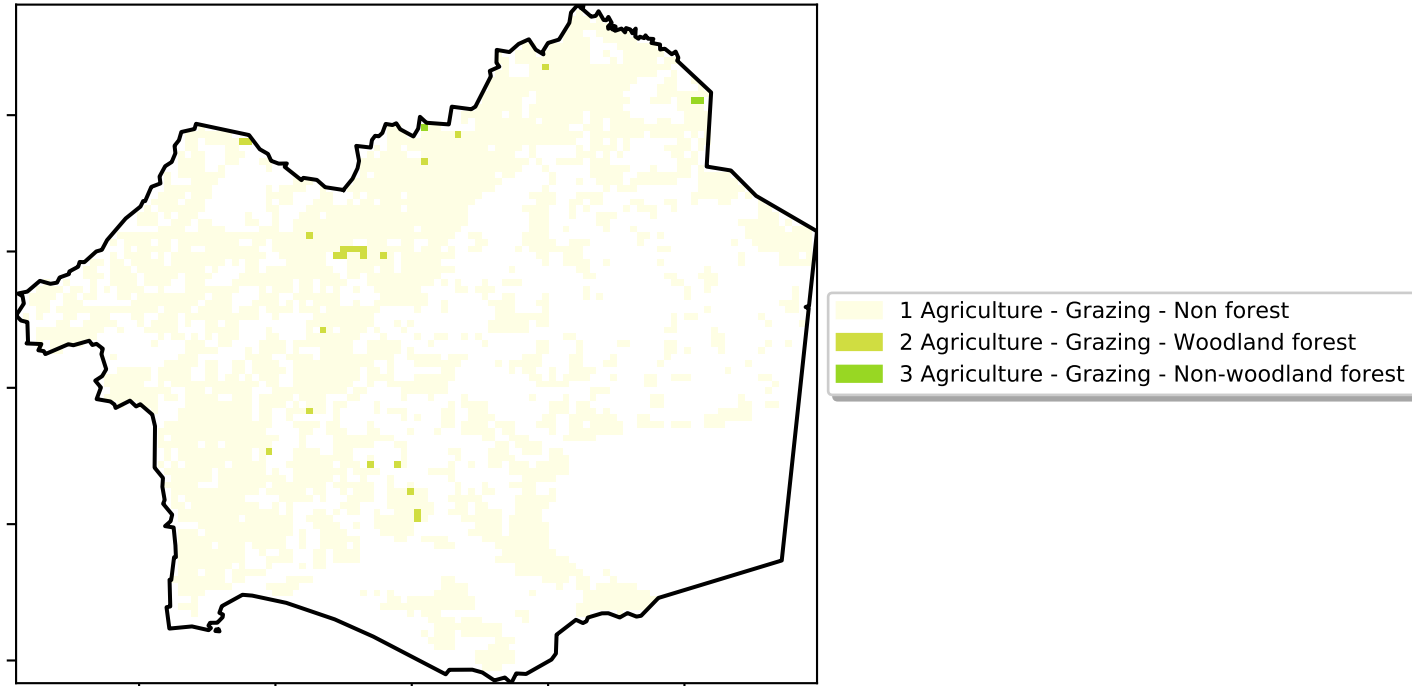 1 Agriculture - Grazing - Non forest
2 Agriculture - Grazing - Woodland forest
3 Agriculture - Grazing - Non-woodland forest